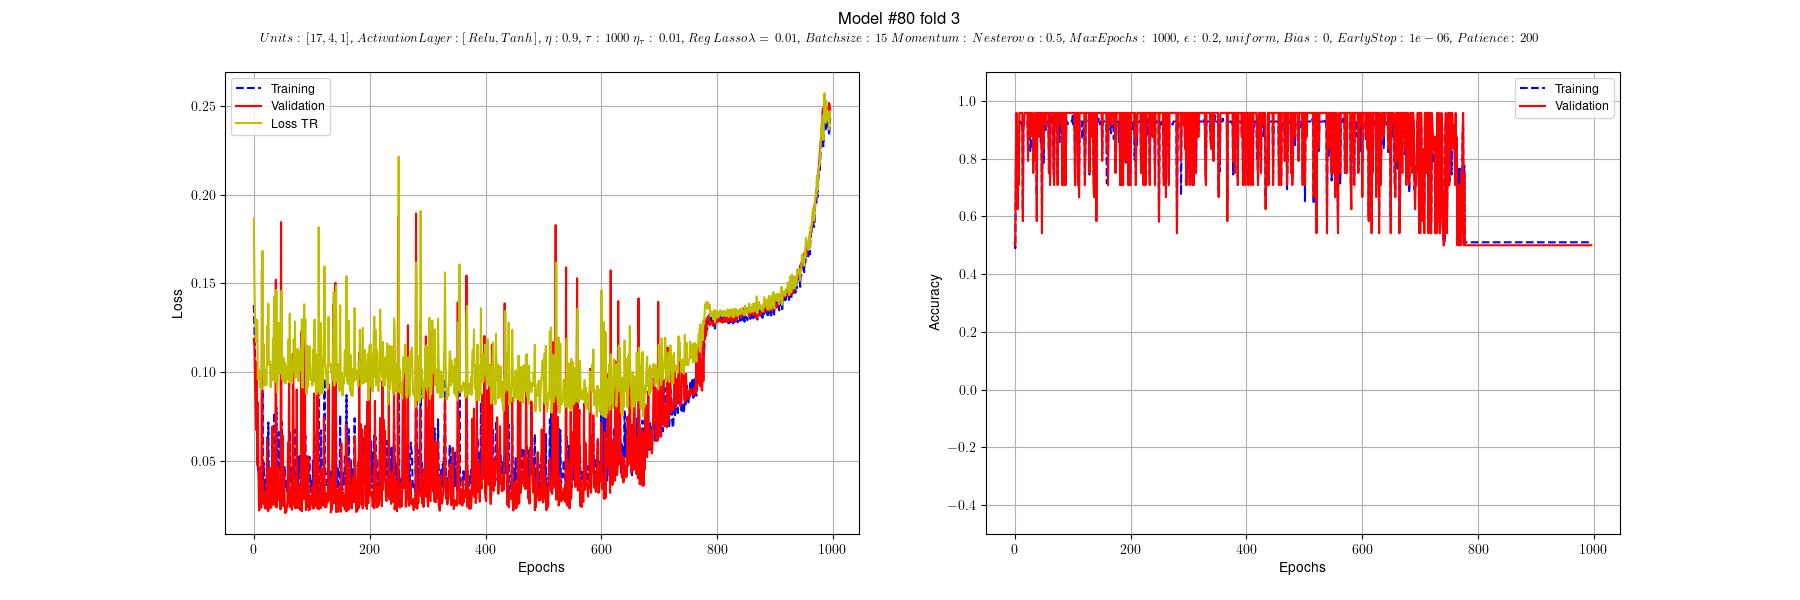 Model #80 fold 3
Units : [17, 4, 1], ActivationLayer : [ Relu, Tanh ], η : 0.9, τ : 1000 η_τ : 0.01, Reg Lassoλ = 0.01, Batchsize : 15 Momentum : Nesterov α : 0.5, MaxEpochs : 1000, ϵ : 0.2, uniform, Bias : 0, EarlyStop : 1e − 06, Patience : 200
Training
Validation
Loss TR
0.25
0.20
0.15
0.10
0.05
Loss
0 200 400 600 800 1000
Epochs
Training
Validation
1.0
0.8
0.6
0.4
0.2
0.0
−0.2
−0.4
Accuracy
0 200 400 600 800 1000
Epochs